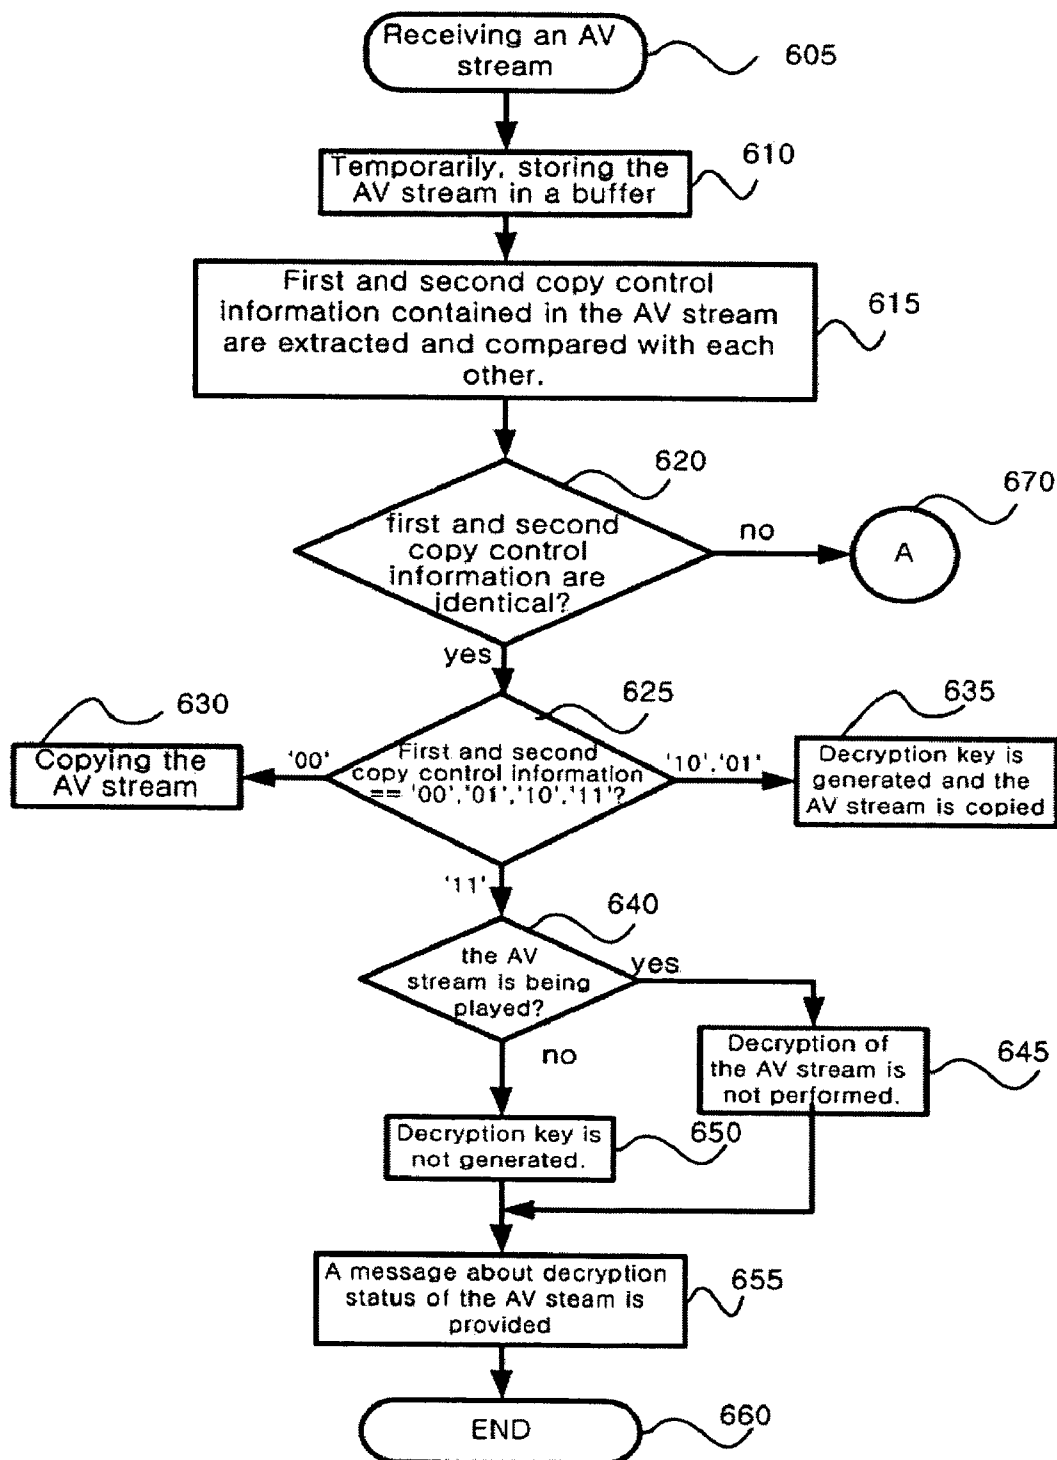 Receiving an AV
stream
605
Temporarily, storing the
AV stream in a buffer
610
First and second copy control
information contained in the AV stream
are extracted and compared with each
other.
615
620
first and second
copy control
information are
identical?
no
A
670
yes
625
First and second
copy control information
== '00','01','10','11'?
'00'
630
Copying the
AV stream
'10','01'
635
Decryption key is
generated and the
AV stream is copied
'11'
640
the AV
stream is being
played?
yes
no
Decryption of
the AV stream is
not performed.
645
Decryption key is
not generated.
650
A message about decryption
status of the AV steam is
provided
655
END
660